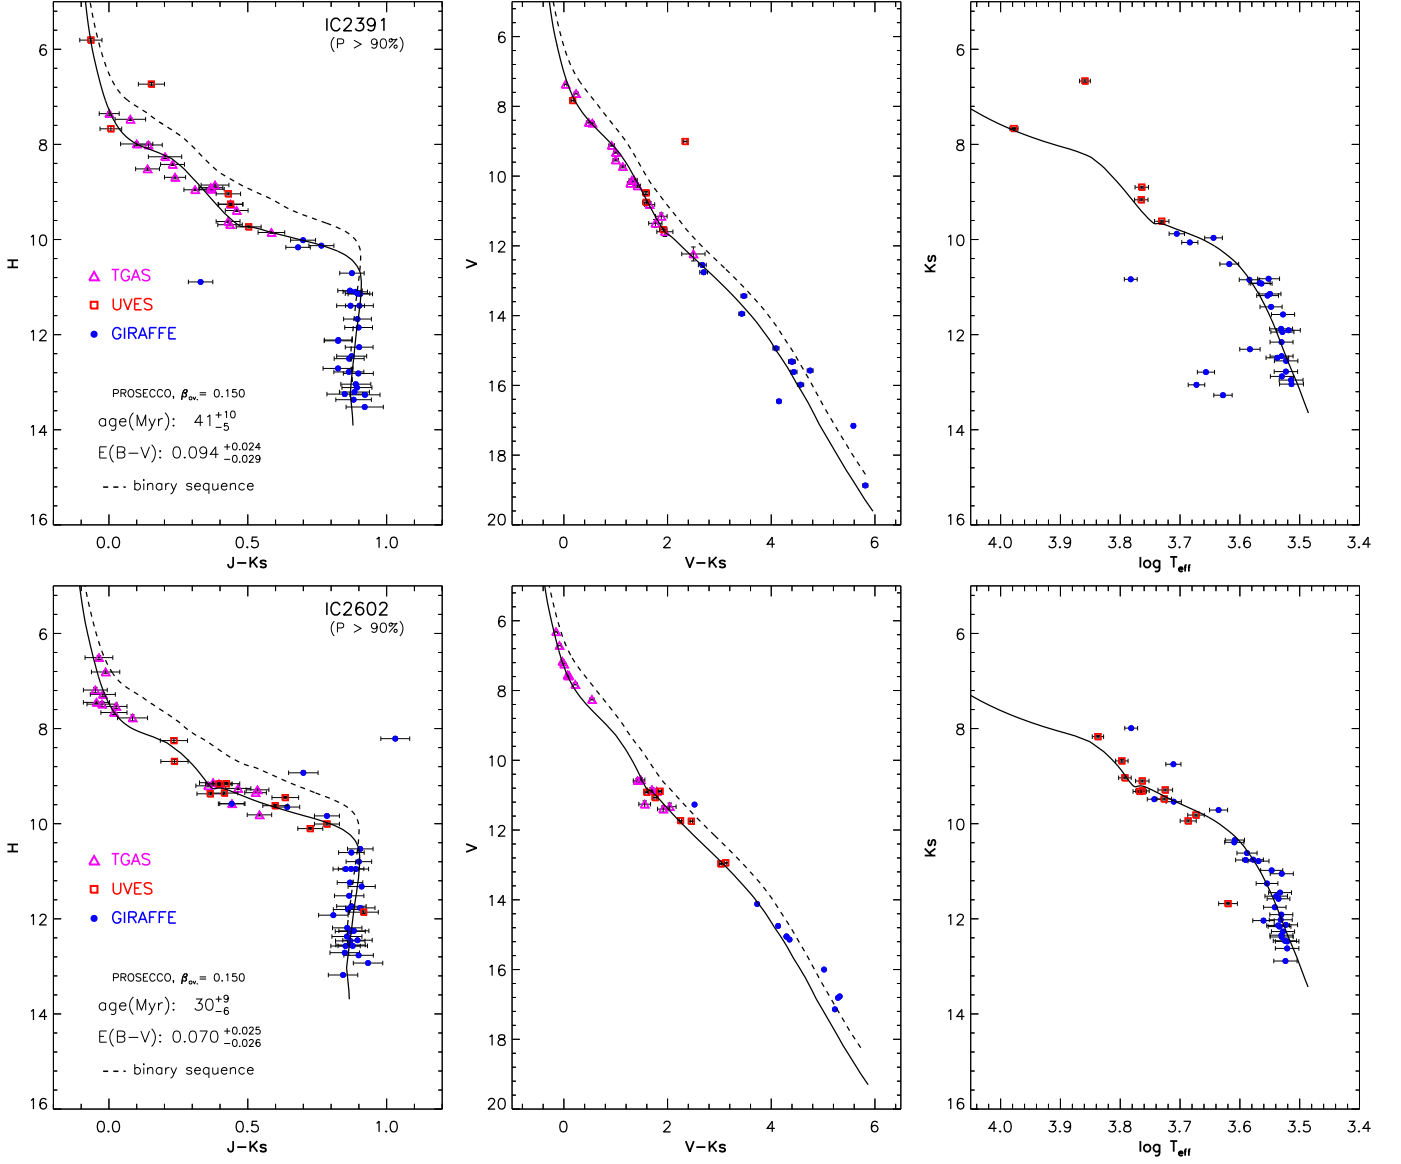 IC2391
(P > 90%)
6
8
10
12
14
16
H
TGAS
UVES
GIRAFFE
PROSECCO, βov.= 0.150
age(Myr): 41 +10 −5
E(B−V): 0.094 +0.024 −0.029
binary sequence
0.0 0.5 1.0
J−Ks
6
8
10
12
14
16
18
20
V
0 2 4 6
V−Ks
6
8
10
12
14
16
Ks
4.0 3.9 3.8 3.7 3.6 3.5 3.4
log Teff
IC2602
(P > 90%)
6
8
10
12
14
16
H
TGAS
UVES
GIRAFFE
PROSECCO, βov.= 0.150
age(Myr): 30 +9 −6
E(B−V): 0.070 +0.025 −0.026
binary sequence
0.0 0.5 1.0
J−Ks
6
8
10
12
14
16
18
20
V
0 2 4 6
V−Ks
6
8
10
12
14
16
Ks
4.0 3.9 3.8 3.7 3.6 3.5 3.4
log Teff